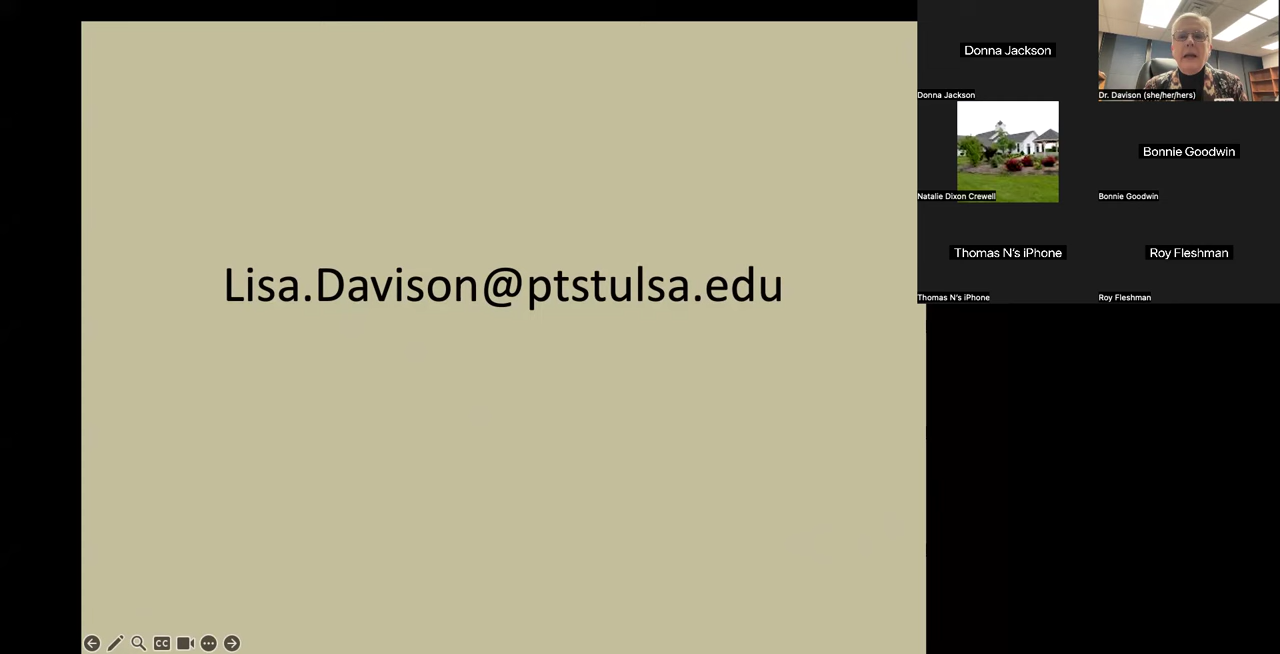 Lisa.Davison@ptstulsa.edu
Donna Jackson
Donna Jackson
Dr. Davison (she/her/hers)
Natalie Dixon Crewell
Bonnie Goodwin
Bonnie Goodwin
Thomas N's iPhone
Thomas N's iPhone
Roy Fleshman
Roy Fleshman
CC